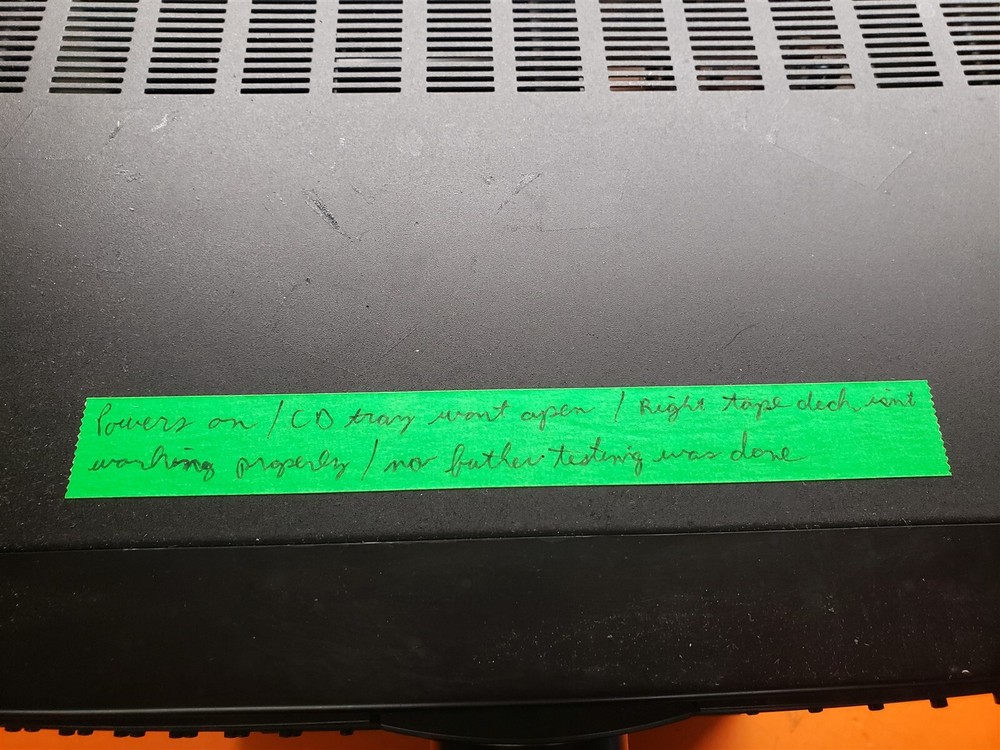 Powers on / CD tray wont open / Right tape deck isnt
working properly / no futher testing was done